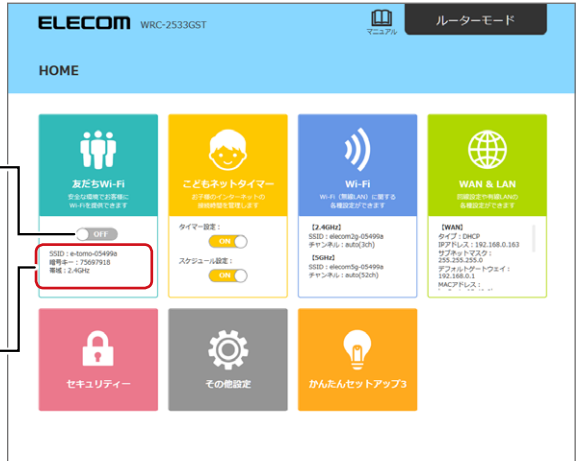 ELECOM WRC-2533GST
マニュアル
ルーターモード
HOME
友だちWi-Fi
安全な環境でお客様に
Wi-Fiを提供できます
OFF
SSID:e-tomo-05499a
暗号キー:75697918
帯域:2.4GHz
こどもネットタイマー
お子様のインターネットの
接続時間を管理します
タイマー設定:
ON
スケジュール設定:
ON
Wi-Fi
Wi-Fi(無線LAN)に関する
各種設定ができます
【2.4GHz】
SSID:elecom2g-05499a
チャンネル:auto(3ch)
【5GHz】
SSID:elecom5g-05499a
チャンネル:auto(52ch)
WAN & LAN
回線設定や有線LANの
各種設定ができます
【WAN】
タイプ:DHCP
IPアドレス:192.168.0.163
サブネットマスク:
255.255.255.0
デフォルトゲートウェイ:
192.168.0.1
MACアドレス:
セキュリティー
その他設定
かんたんセットアップ3